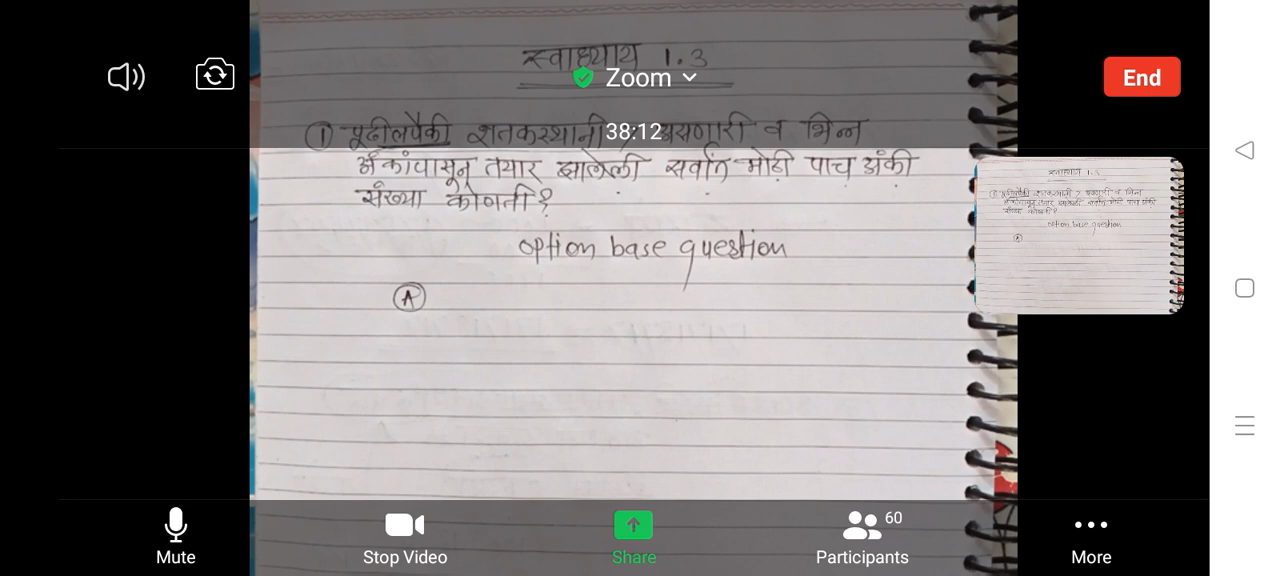 स्वाध्याय 1.3
Zoom
End
38:12
① पूढीलपैकी शतकस्थानी 7 असणारी व भिन्न
अंकांपासून तयार झालेली सर्वात मोठी पाच अंकी
संख्या कोणती?
option base question
Ⓐ
Mute
Stop Video
Share
60
Participants
More